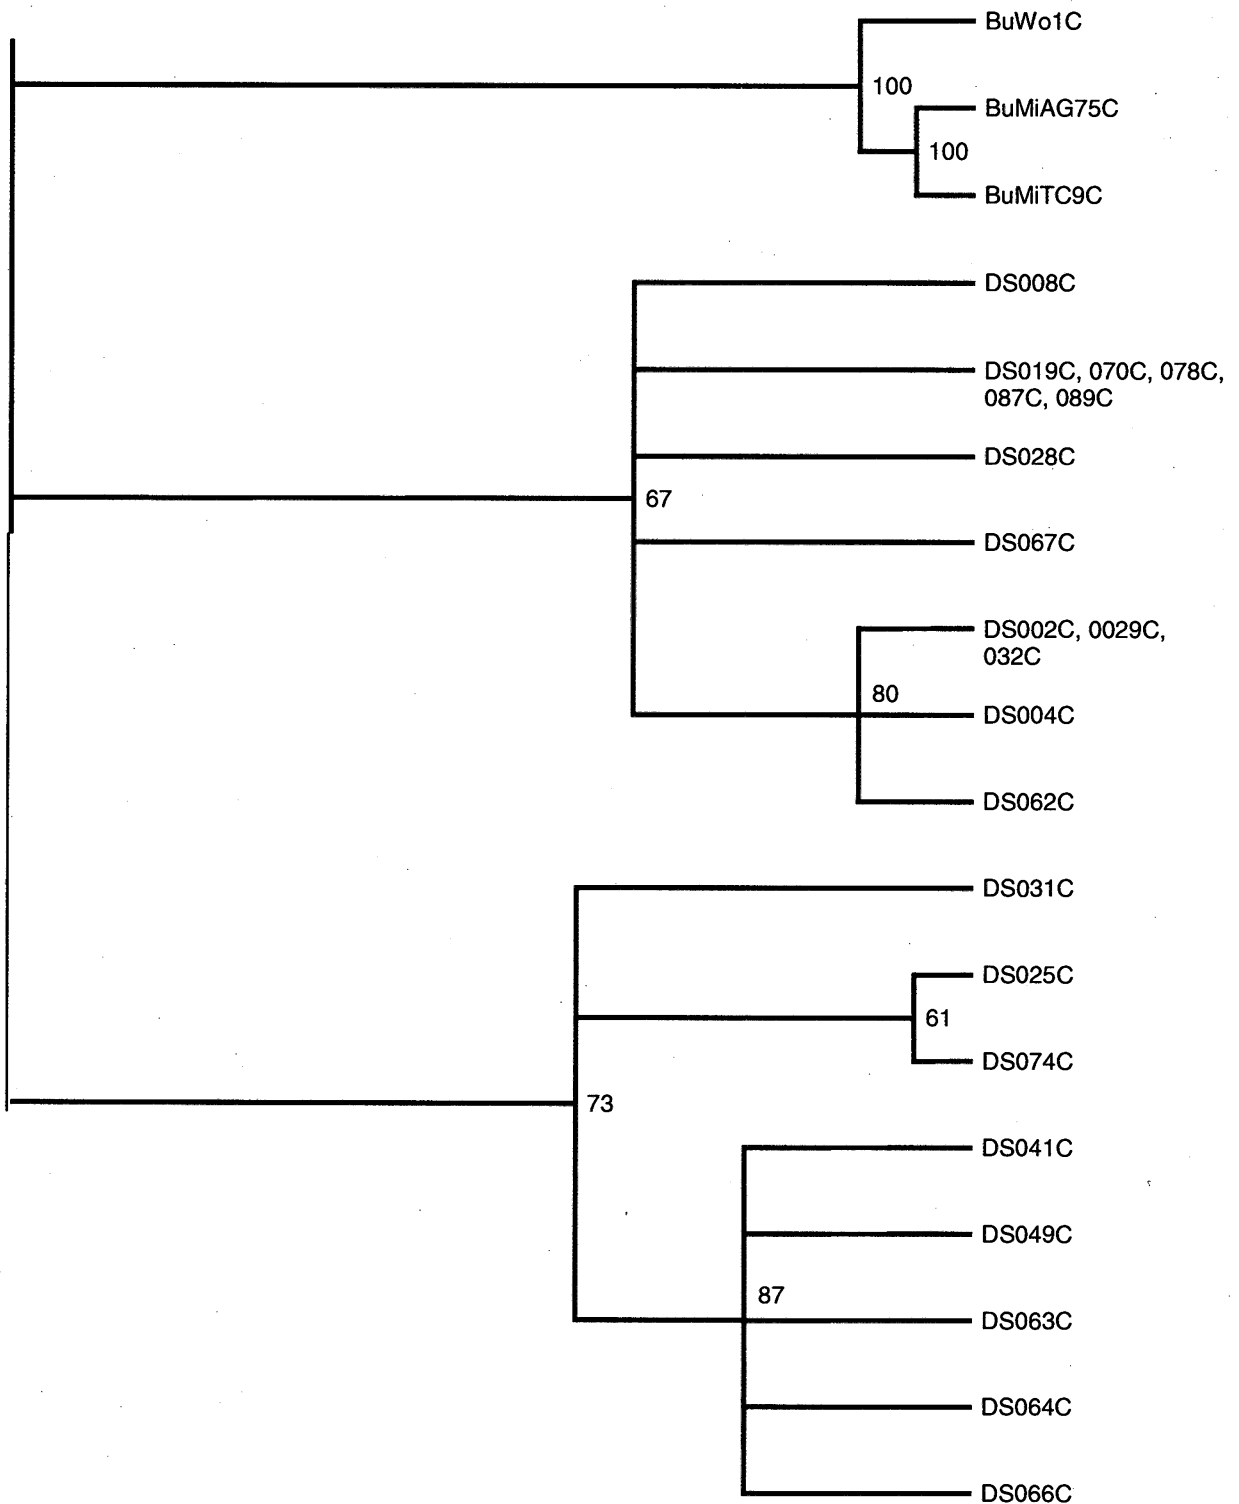 BuWo1C
100
BuMiAG75C
100
BuMiTC9C
DS008C
DS019C, 070C, 078C,
087C, 089C
DS028C
67
DS067C
DS002C, 0029C,
032C
80
DS004C
DS062C
DS031C
DS025C
61
DS074C
73
DS041C
DS049C
87
DS063C
DS064C
DS066C